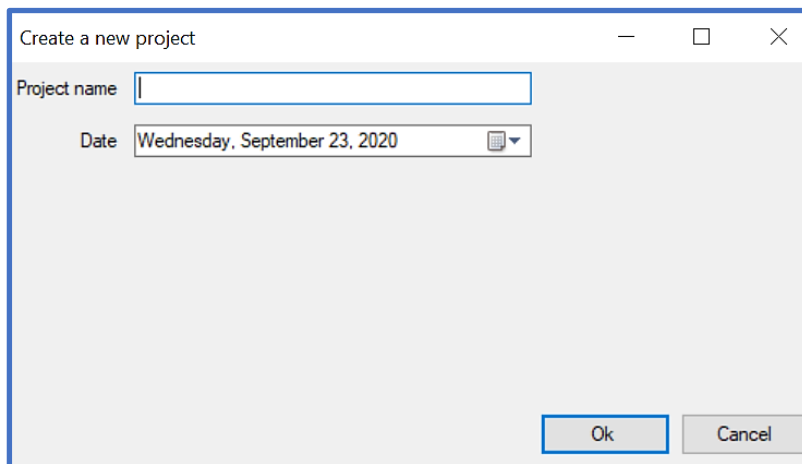 Create a new project
Project name
Date Wednesday, September 23, 2020
Ok Cancel